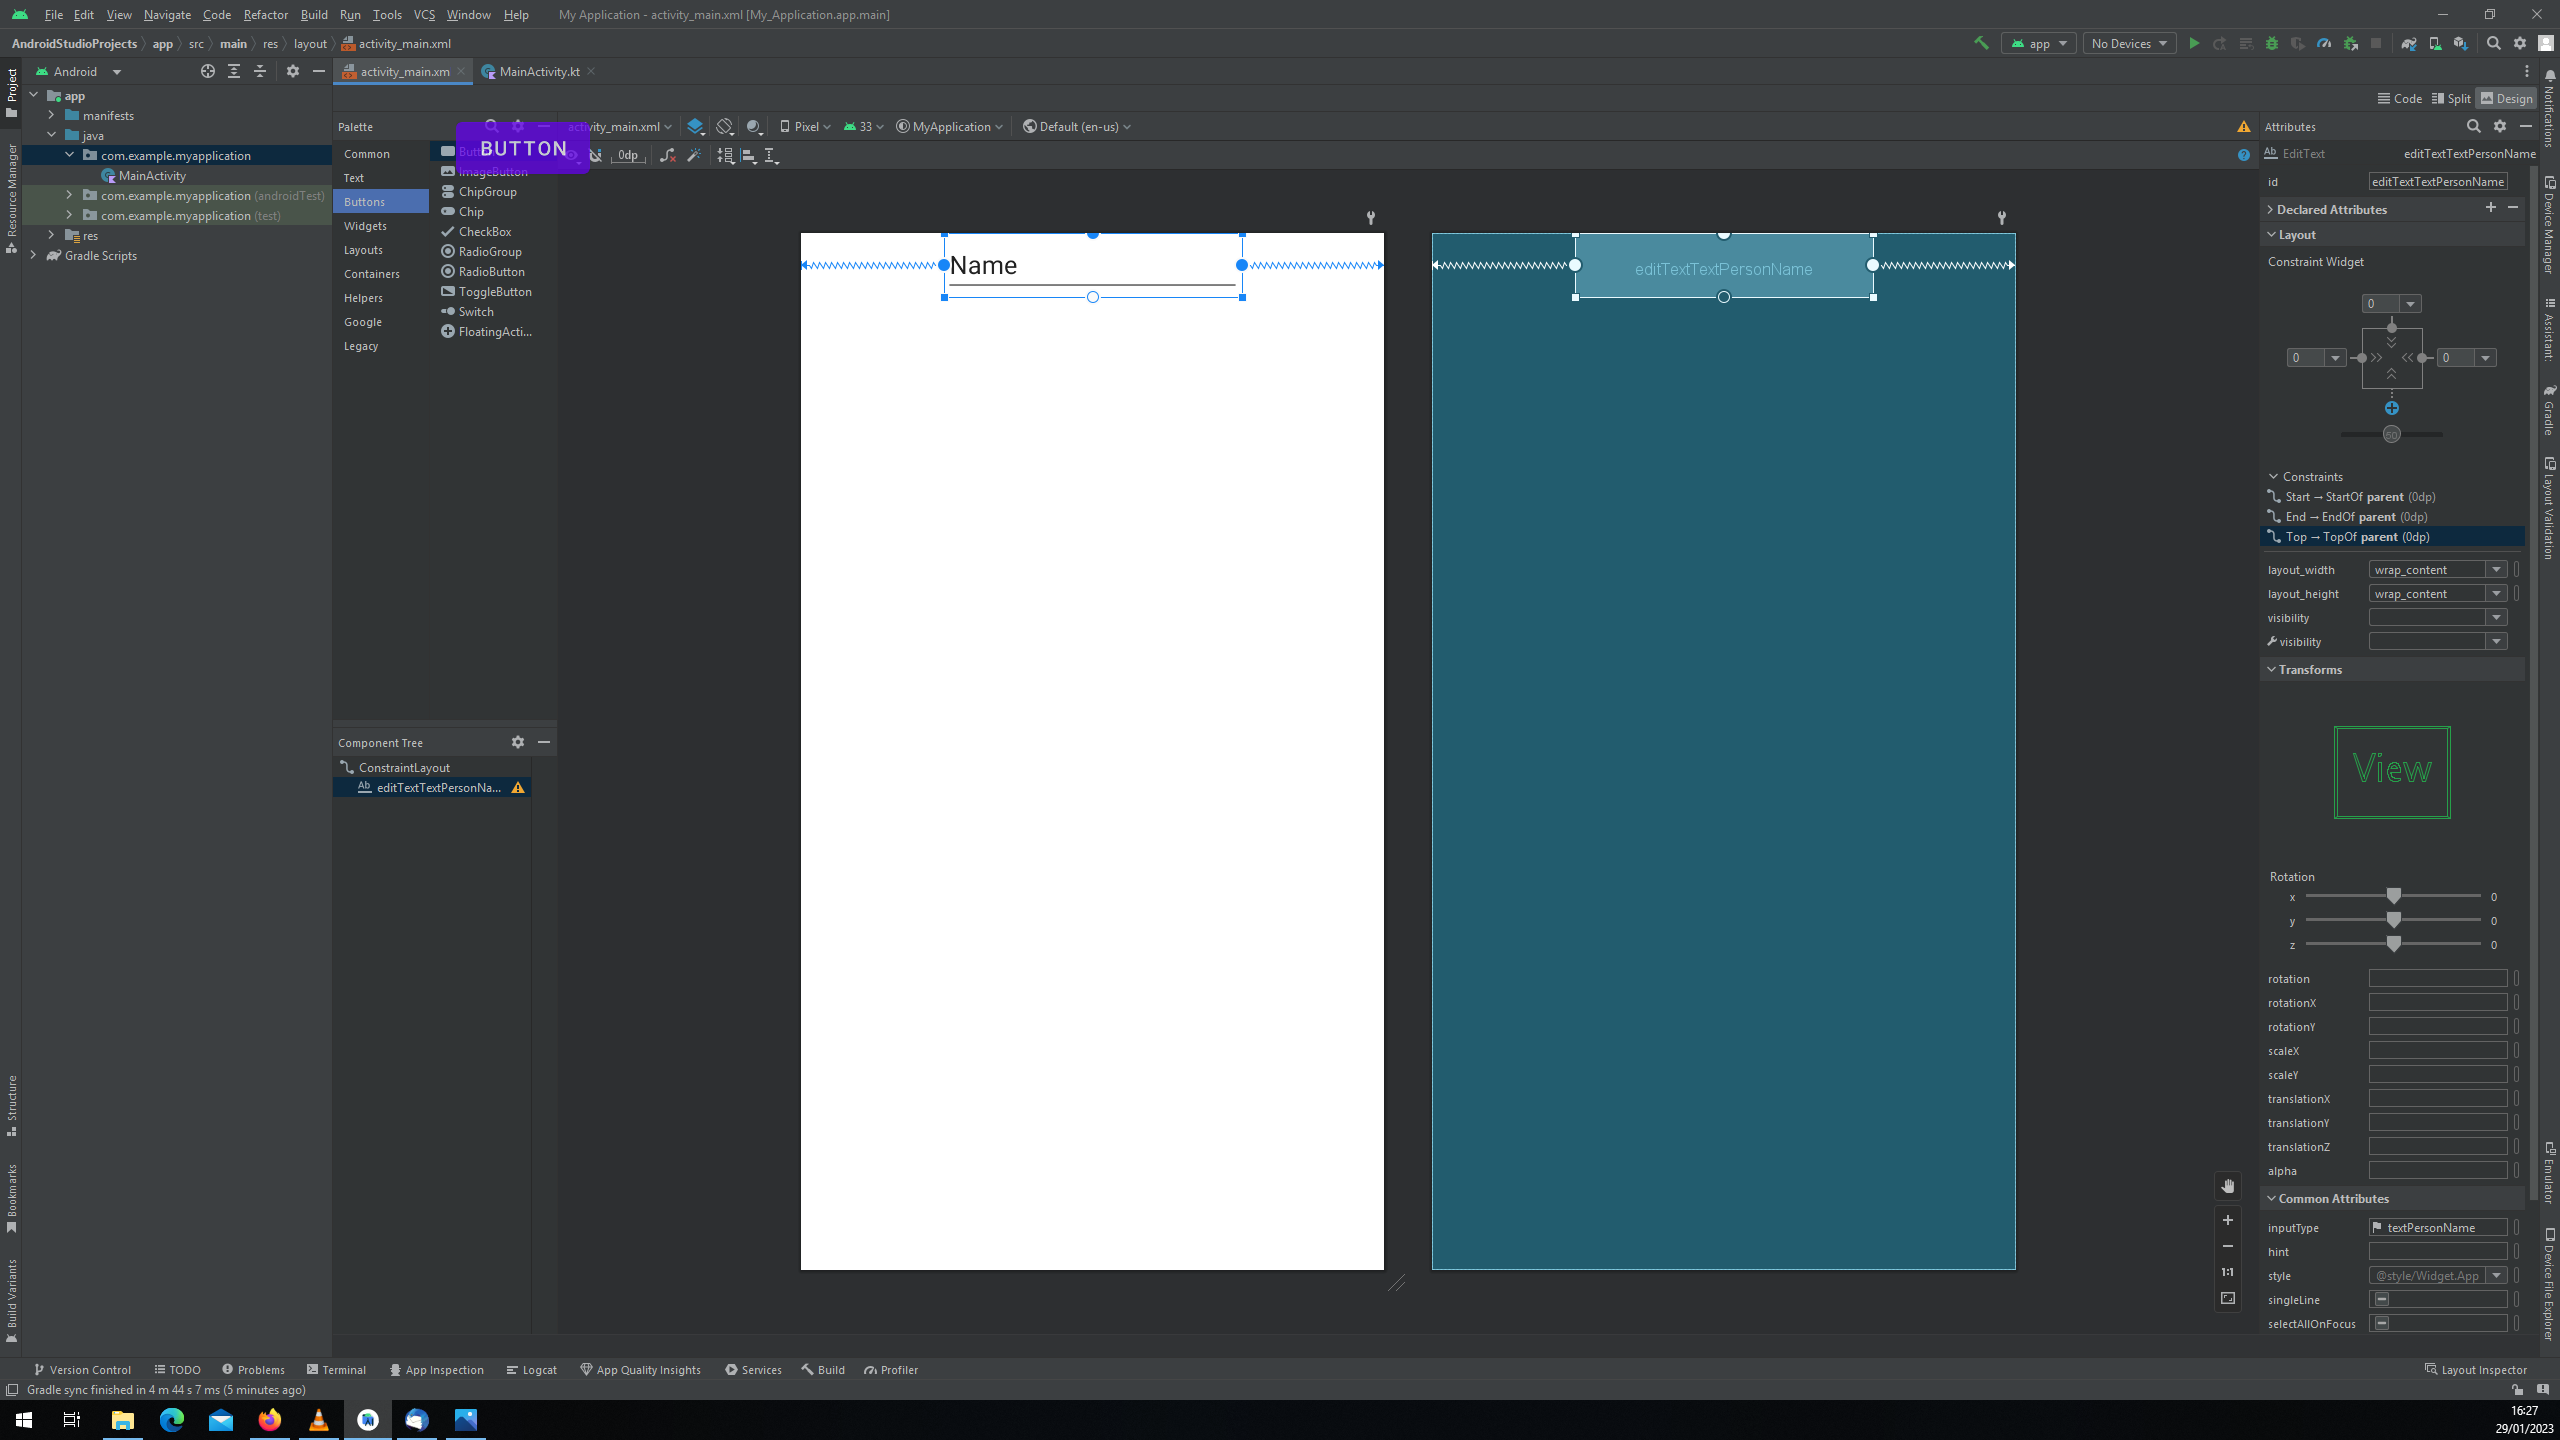 File Edit View Navigate Code Refactor Build Run Tools VCS Window Help My Application - activity_main.xml [My_Application.app.main]
AndroidStudioProjects app src main res layout activity_main.xml
app No Devices
Project
Android
activity_main.xm MainActivity.kt
app
manifests
java
com.example.myapplication
MainActivity
com.example.myapplication (androidTest)
com.example.myapplication (test)
res
Gradle Scripts
Resource Manager
Structure
Bookmarks
Build Variants
Code Split Design
Palette
Common
Text
Buttons
Widgets
Layouts
Containers
Helpers
Google
Legacy
BUTTON
ImageButton
ChipGroup
Chip
CheckBox
RadioGroup
RadioButton
ToggleButton
Switch
FloatingActi...
activity_main.xml Pixel 33 MyApplication Default (en-us)
0dp
Name
editTextTextPersonName
Component Tree
ConstraintLayout
Ab editTextTextPersonNa...
Attributes
Ab EditText editTextTextPersonName
id editTextTextPersonName
Declared Attributes
Layout
Constraint Widget
0
0 0
50
Constraints
Start → StartOf parent (0dp)
End → EndOf parent (0dp)
Top → TopOf parent (0dp)
layout_width wrap_content
layout_height wrap_content
visibility
visibility
Transforms
View
Rotation
x 0
y 0
z 0
rotation
rotationX
rotationY
scaleX
scaleY
translationX
translationY
translationZ
alpha
Common Attributes
inputType textPersonName
hint
style @style/Widget.App
singleLine
selectAllOnFocus
1:1
Notifications
Device Manager
Assistant:
Gradle
Layout Validation
Emulator
Device File Explorer
Version Control TODO Problems Terminal App Inspection Logcat App Quality Insights Services Build Profiler Layout Inspector
Gradle sync finished in 4 m 44 s 7 ms (5 minutes ago)
16:27
29/01/2023